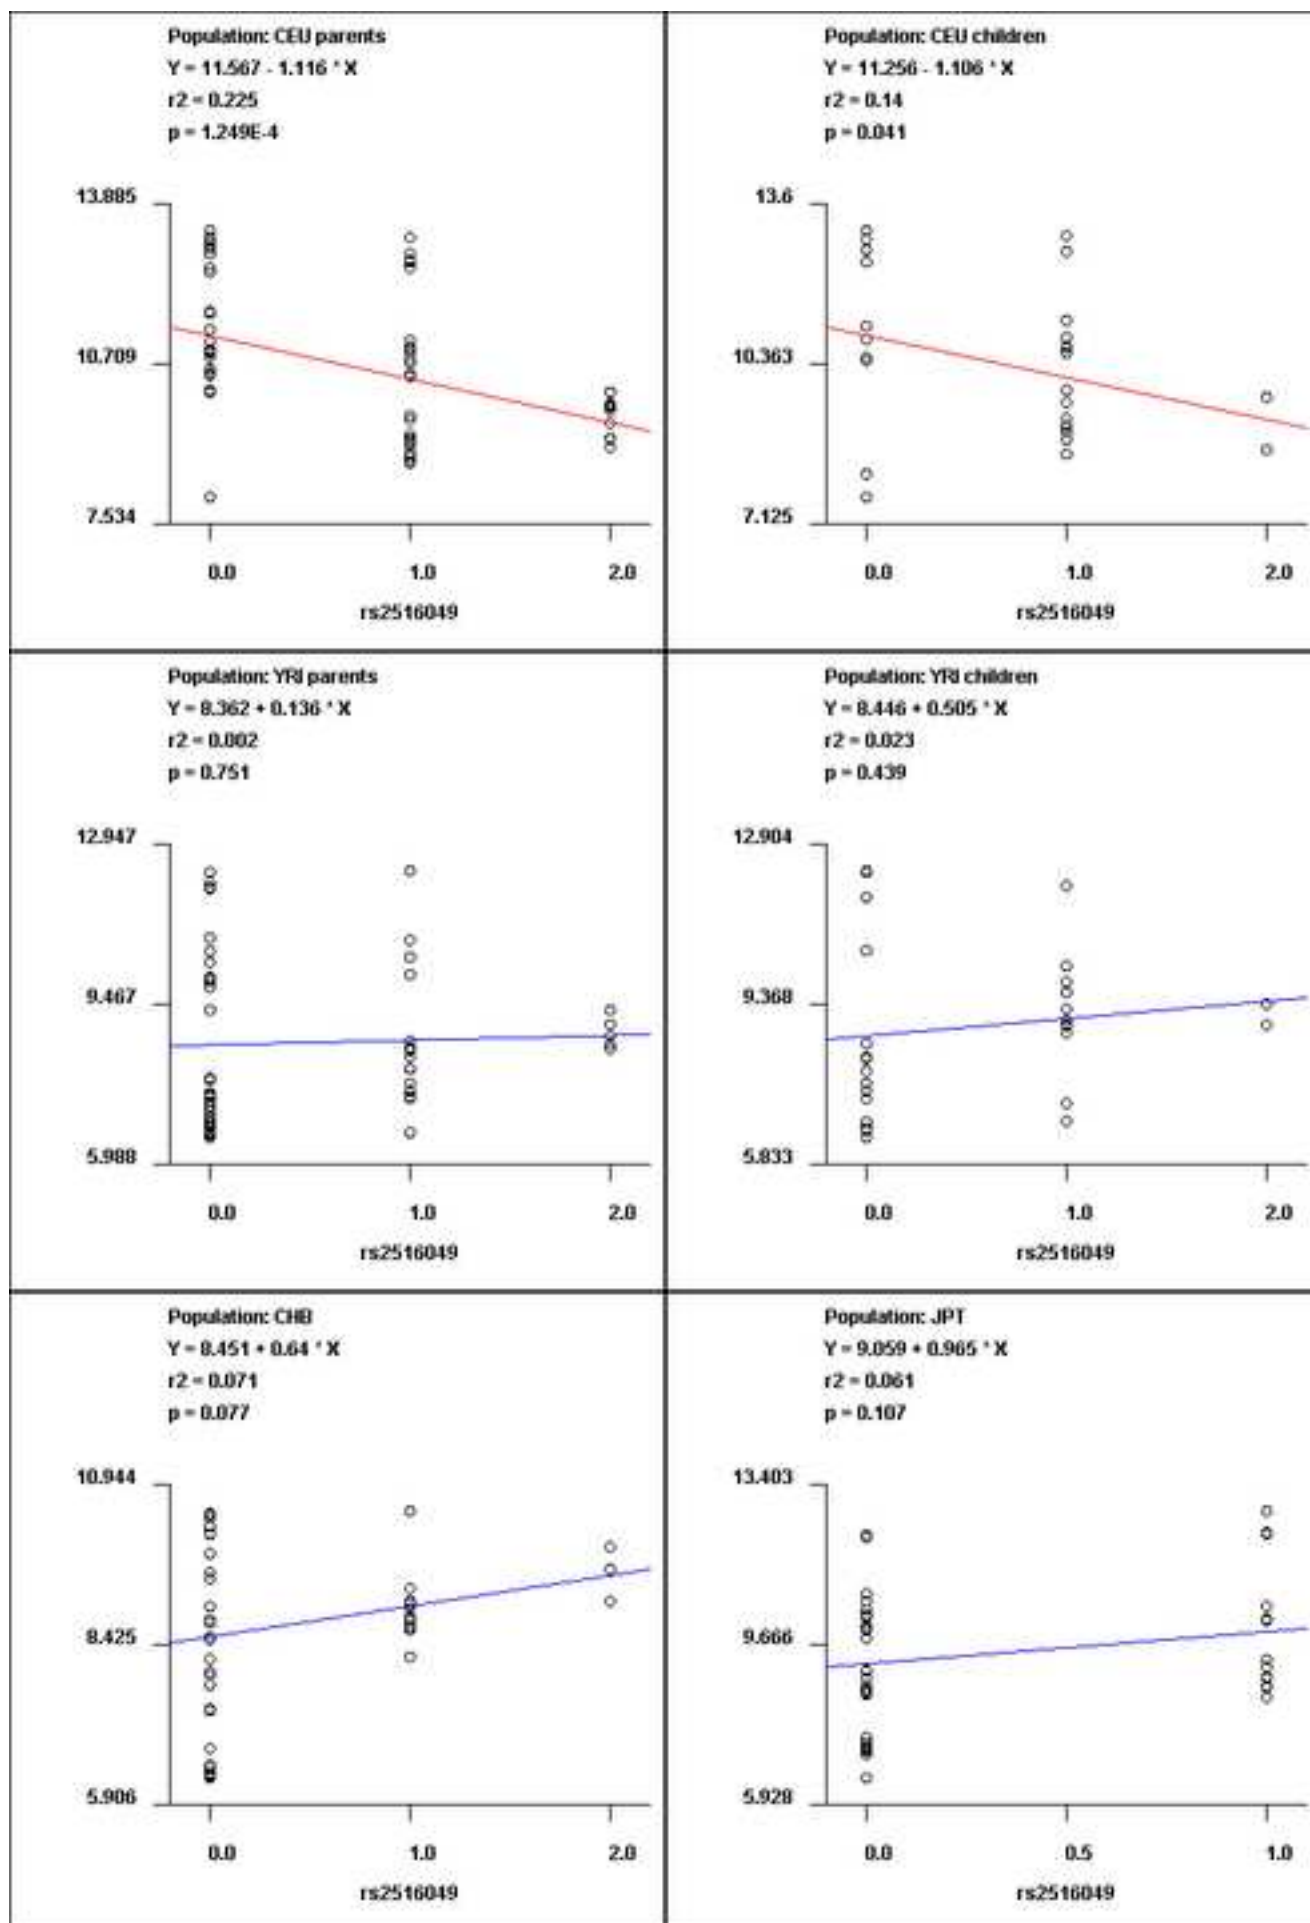 Population: CEU parents
Y = 11.567 - 1.116 * X
r2 = 0.225
p = 1.249E-4
13.885
10.709
7.534
0.0 1.0 2.0
rs2516049
Population: CEU children
Y = 11.256 - 1.106 * X
r2 = 0.14
p = 0.041
13.6
10.363
7.125
0.0 1.0 2.0
rs2516049
Population: YRI parents
Y = 8.362 + 0.136 * X
r2 = 0.002
p = 0.751
12.947
9.467
5.988
0.0 1.0 2.0
rs2516049
Population: YRI children
Y = 8.446 + 0.505 * X
r2 = 0.023
p = 0.439
12.904
9.368
5.833
0.0 1.0 2.0
rs2516049
Population: CHB
Y = 8.451 + 0.64 * X
r2 = 0.071
p = 0.077
10.944
8.425
5.906
0.0 1.0 2.0
rs2516049
Population: JPT
Y = 9.059 + 0.965 * X
r2 = 0.061
p = 0.107
13.403
9.666
5.928
0.0 0.5 1.0
rs2516049